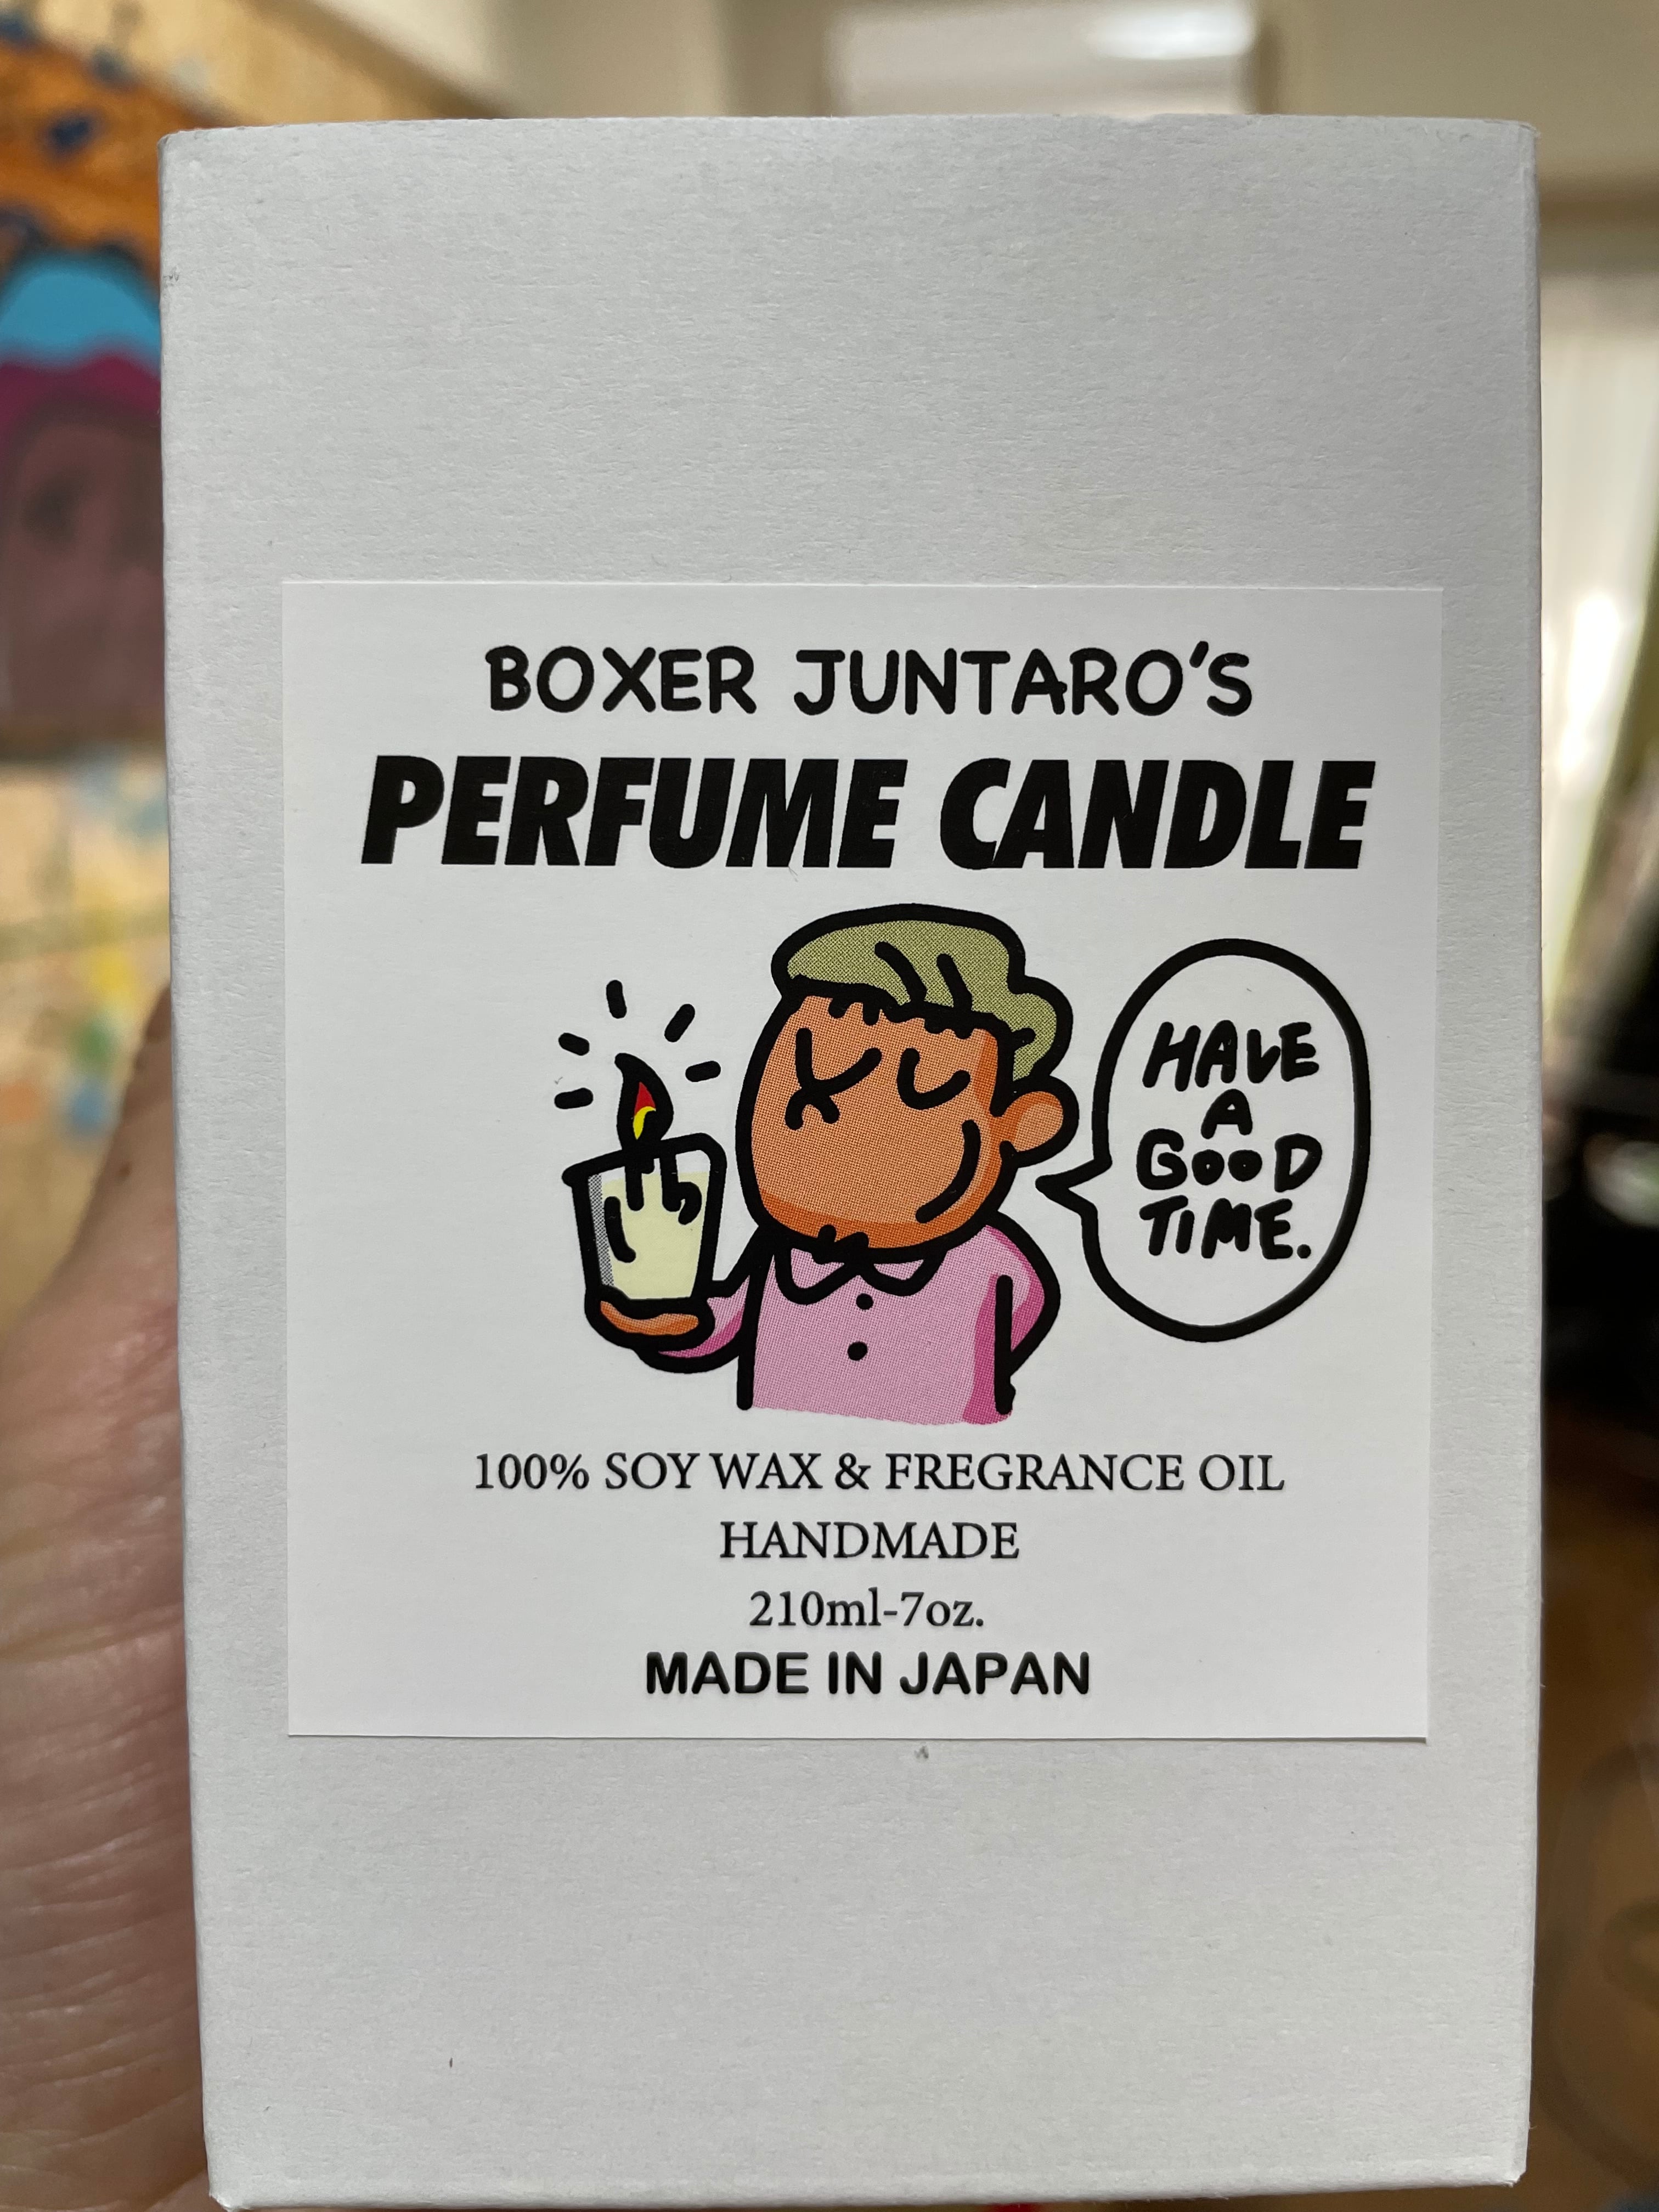 BOXER JUNTARO'S
PERFUME CANDLE
HAVE
A
GOOD
TIME.
100% SOY WAX & FREGRANCE OIL
HANDMADE
210ml-7oz.
MADE IN JAPAN